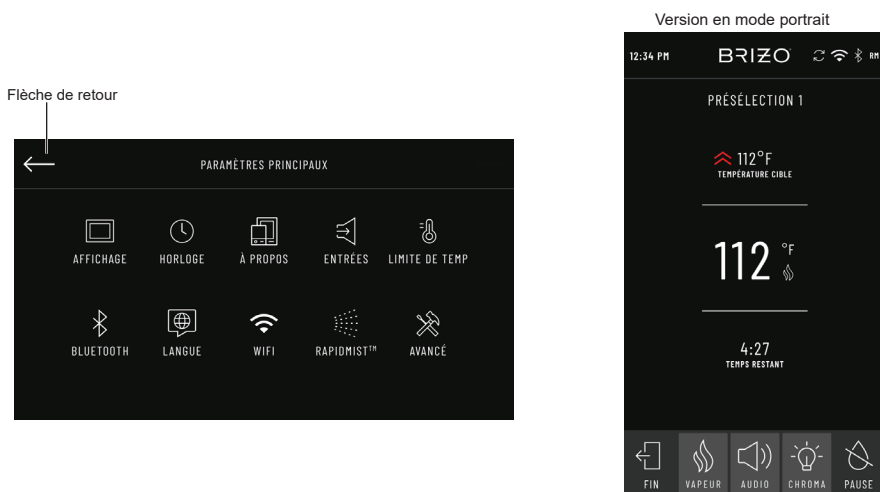 Version en mode portrait
Flèche de retour
PARAMÈTRES PRINCIPAUX
AFFICHAGE
HORLOGE
À PROPOS
ENTRÉES
LIMITE DE TEMP
BLUETOOTH
LANGUE
WIFI
RAPIDMIST™
AVANCÉ
12:34 PM
BRIZO
RM
PRÉSÉLECTION 1
112°F
TEMPÉRATURE CIBLE
112 °F
4:27
TEMPS RESTANT
FIN
VAPEUR
AUDIO
CHROMA
PAUSE